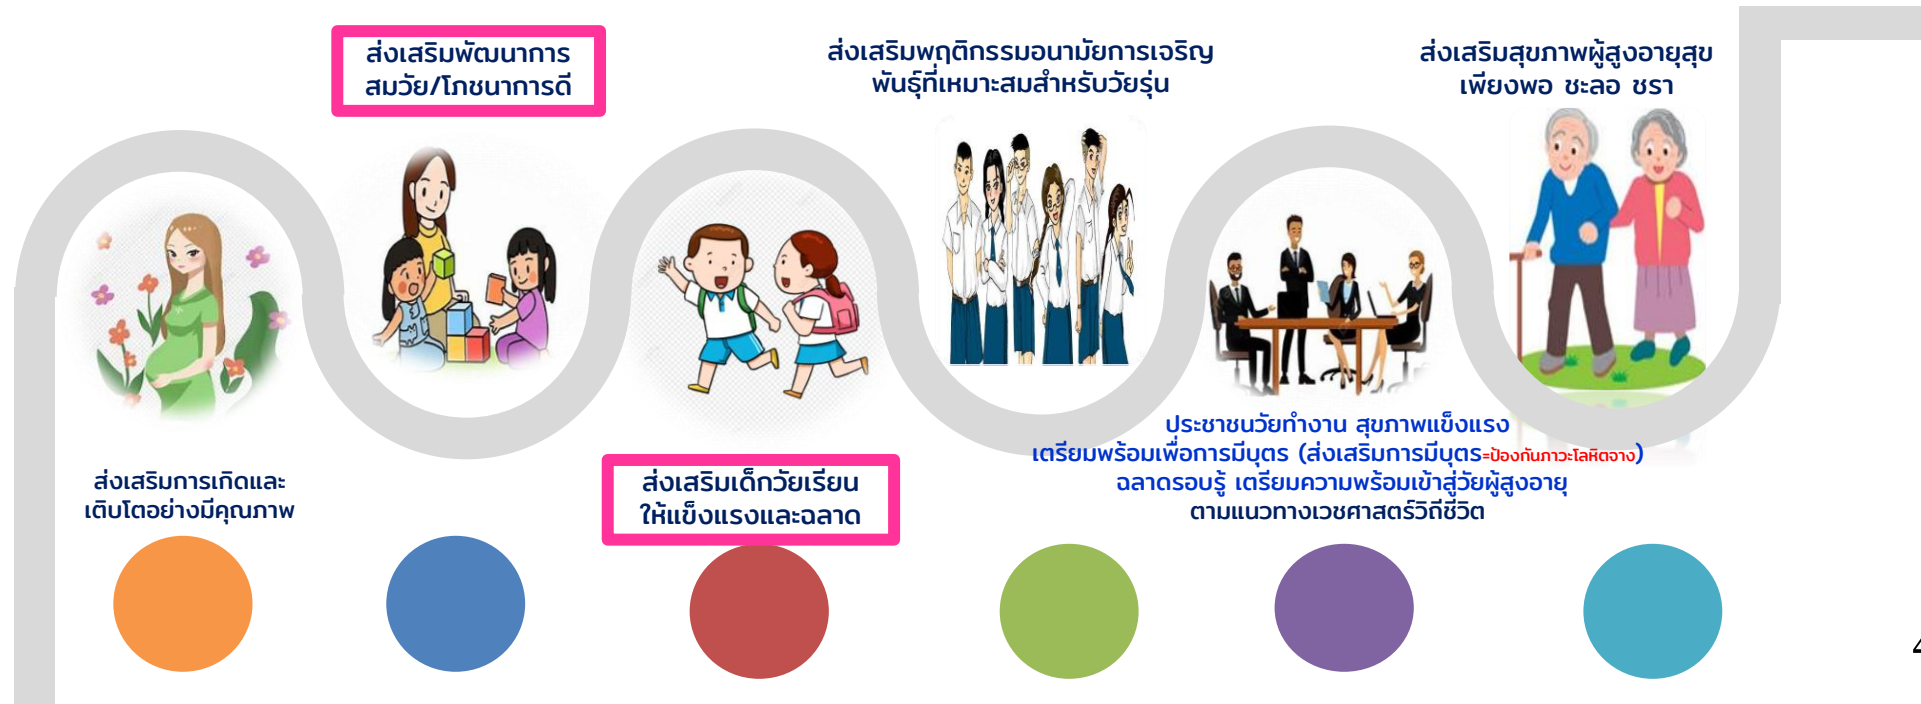 ส่งเสริมพัฒนาการ
สมวัย/โภชนาการดี
ส่งเสริมพฤติกรรมอนามัยการเจริญ
พันธุ์ที่เหมาะสมสำหรับวัยรุ่น
ส่งเสริมสุขภาพผู้สูงอายุสุข
เพียงพอ ชะลอ ชรา
ส่งเสริมการเกิดและ
เติบโตอย่างมีคุณภาพ
ส่งเสริมเด็กวัยเรียน
ให้แข็งแรงและฉลาด
ประชาชนวัยทำงาน สุขภาพแข็งแรง
เตรียมพร้อมเพื่อการมีบุตร (ส่งเสริมการมีบุตร=ป้องกันภาวะโลหิตจาง)
ฉลาดรอบรู้ เตรียมความพร้อมเข้าสู่วัยผู้สูงอายุ
ตามแนวทางเวชศาสตร์วิถีชีวิต